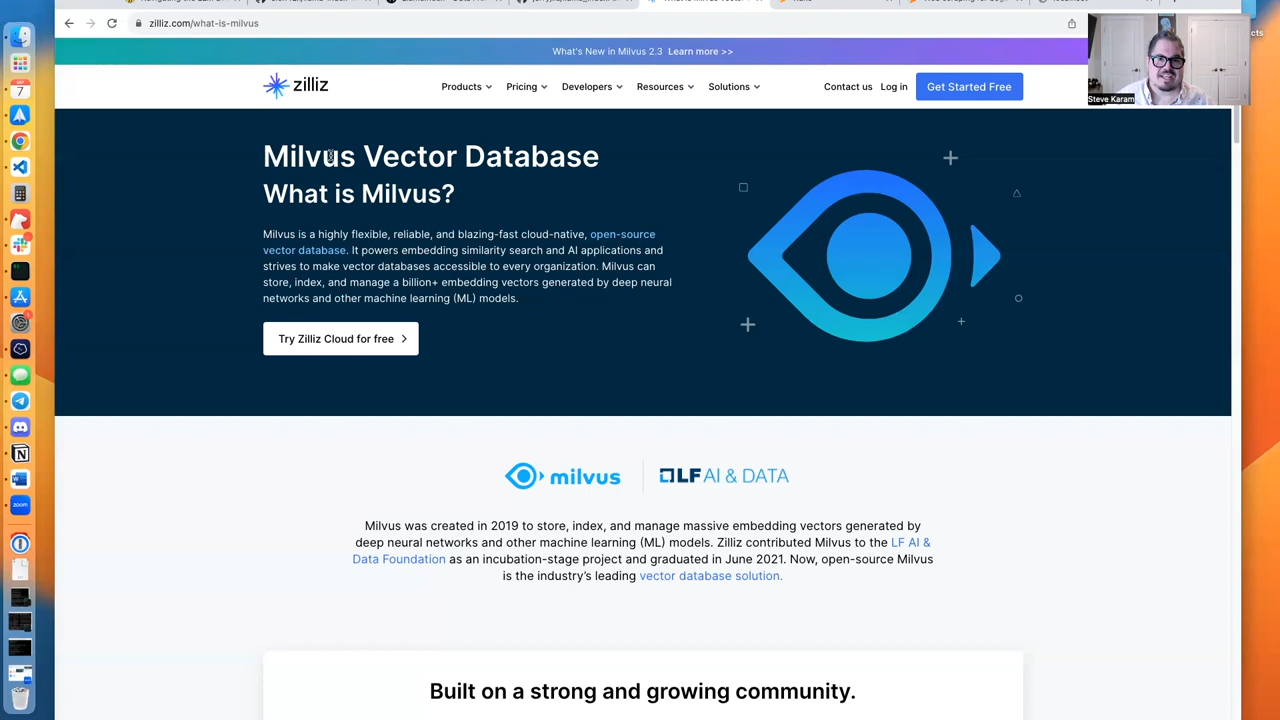 zilliz.com/what-is-milvus
What's New in Milvus 2.3 Learn more >>
zilliz
Products
Pricing
Developers
Resources
Solutions
Contact us
Log in
Get Started Free
Steve Karam
cts
SEP
7
Milvus Vector Database
What is Milvus?
Milvus is a highly flexible, reliable, and blazing-fast cloud-native, open-source
vector database. It powers embedding similarity search and AI applications and
strives to make vector databases accessible to every organization. Milvus can
store, index, and manage a billion+ embedding vectors generated by deep neural
networks and other machine learning (ML) models.
Try Zilliz Cloud for free
milvus
LF AI & DATA
Milvus was created in 2019 to store, index, and manage massive embedding vectors generated by
deep neural networks and other machine learning (ML) models. Zilliz contributed Milvus to the LF AI &
Data Foundation as an incubation-stage project and graduated in June 2021. Now, open-source Milvus
is the industry's leading vector database solution.
zoom
Built on a strong and growing community.